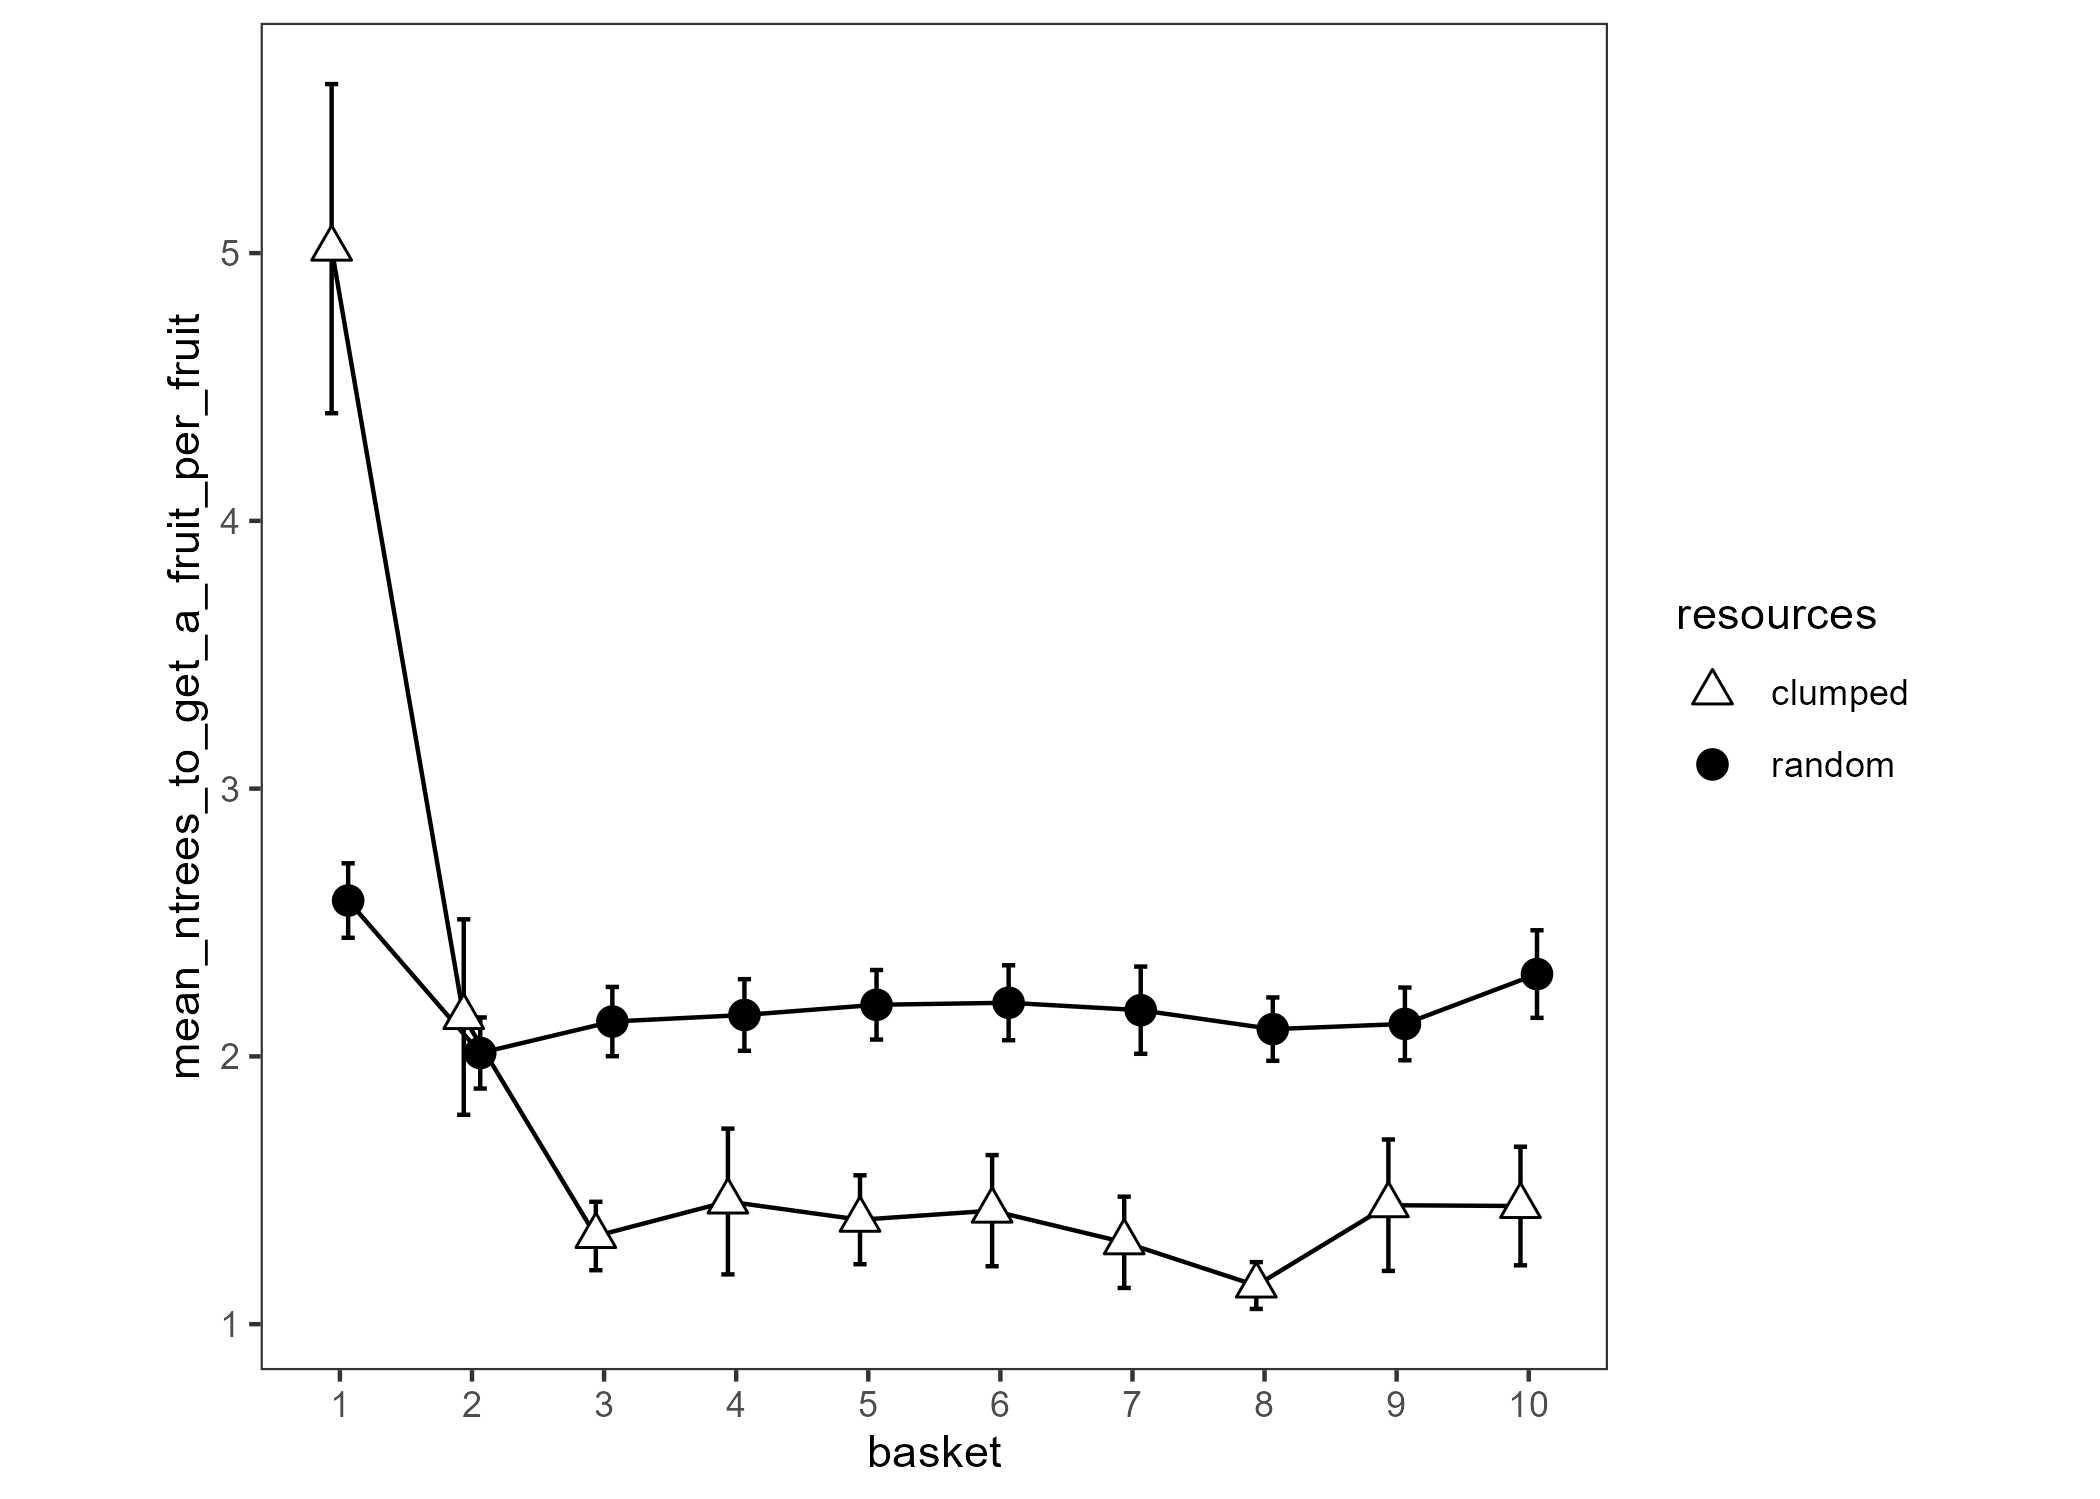 mean_ntrees_to_get_a_fruit_per_fruit
5
4
3
2
1
1 2 3 4 5 6 7 8 9 10
basket
resources
clumped
random